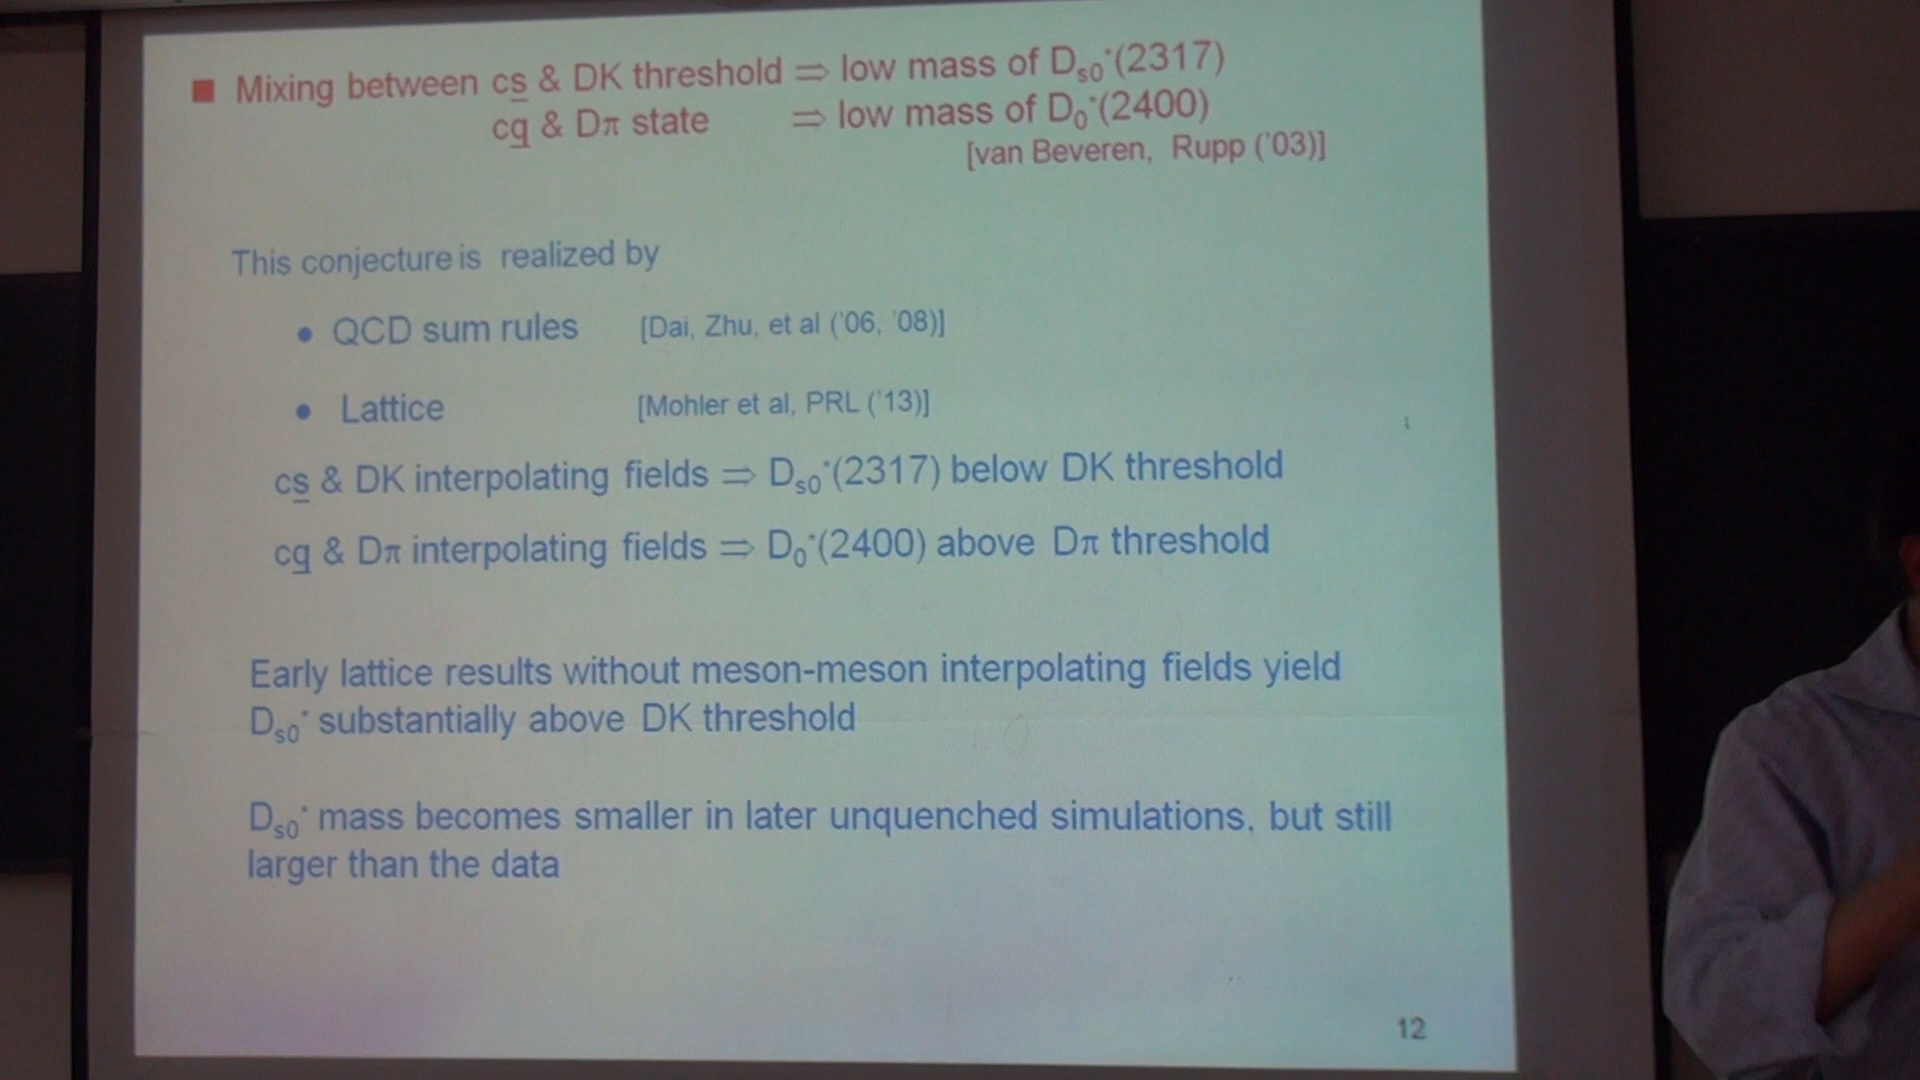 ■ Mixing between cs̲ & DK threshold ⇒ low mass of Dₛ₀*(2317)
cq̲ & Dπ state ⇒ low mass of D₀*(2400)
[van Beveren, Rupp ('03)]
This conjecture is realized by
• QCD sum rules [Dai, Zhu, et al ('06, '08)]
• Lattice [Mohler et al, PRL ('13)]
cs̲ & DK interpolating fields ⇒ Dₛ₀*(2317) below DK threshold
cq̲ & Dπ interpolating fields ⇒ D₀*(2400) above Dπ threshold
Early lattice results without meson-meson interpolating fields yield
Dₛ₀* substantially above DK threshold
Dₛ₀* mass becomes smaller in later unquenched simulations, but still
larger than the data
12